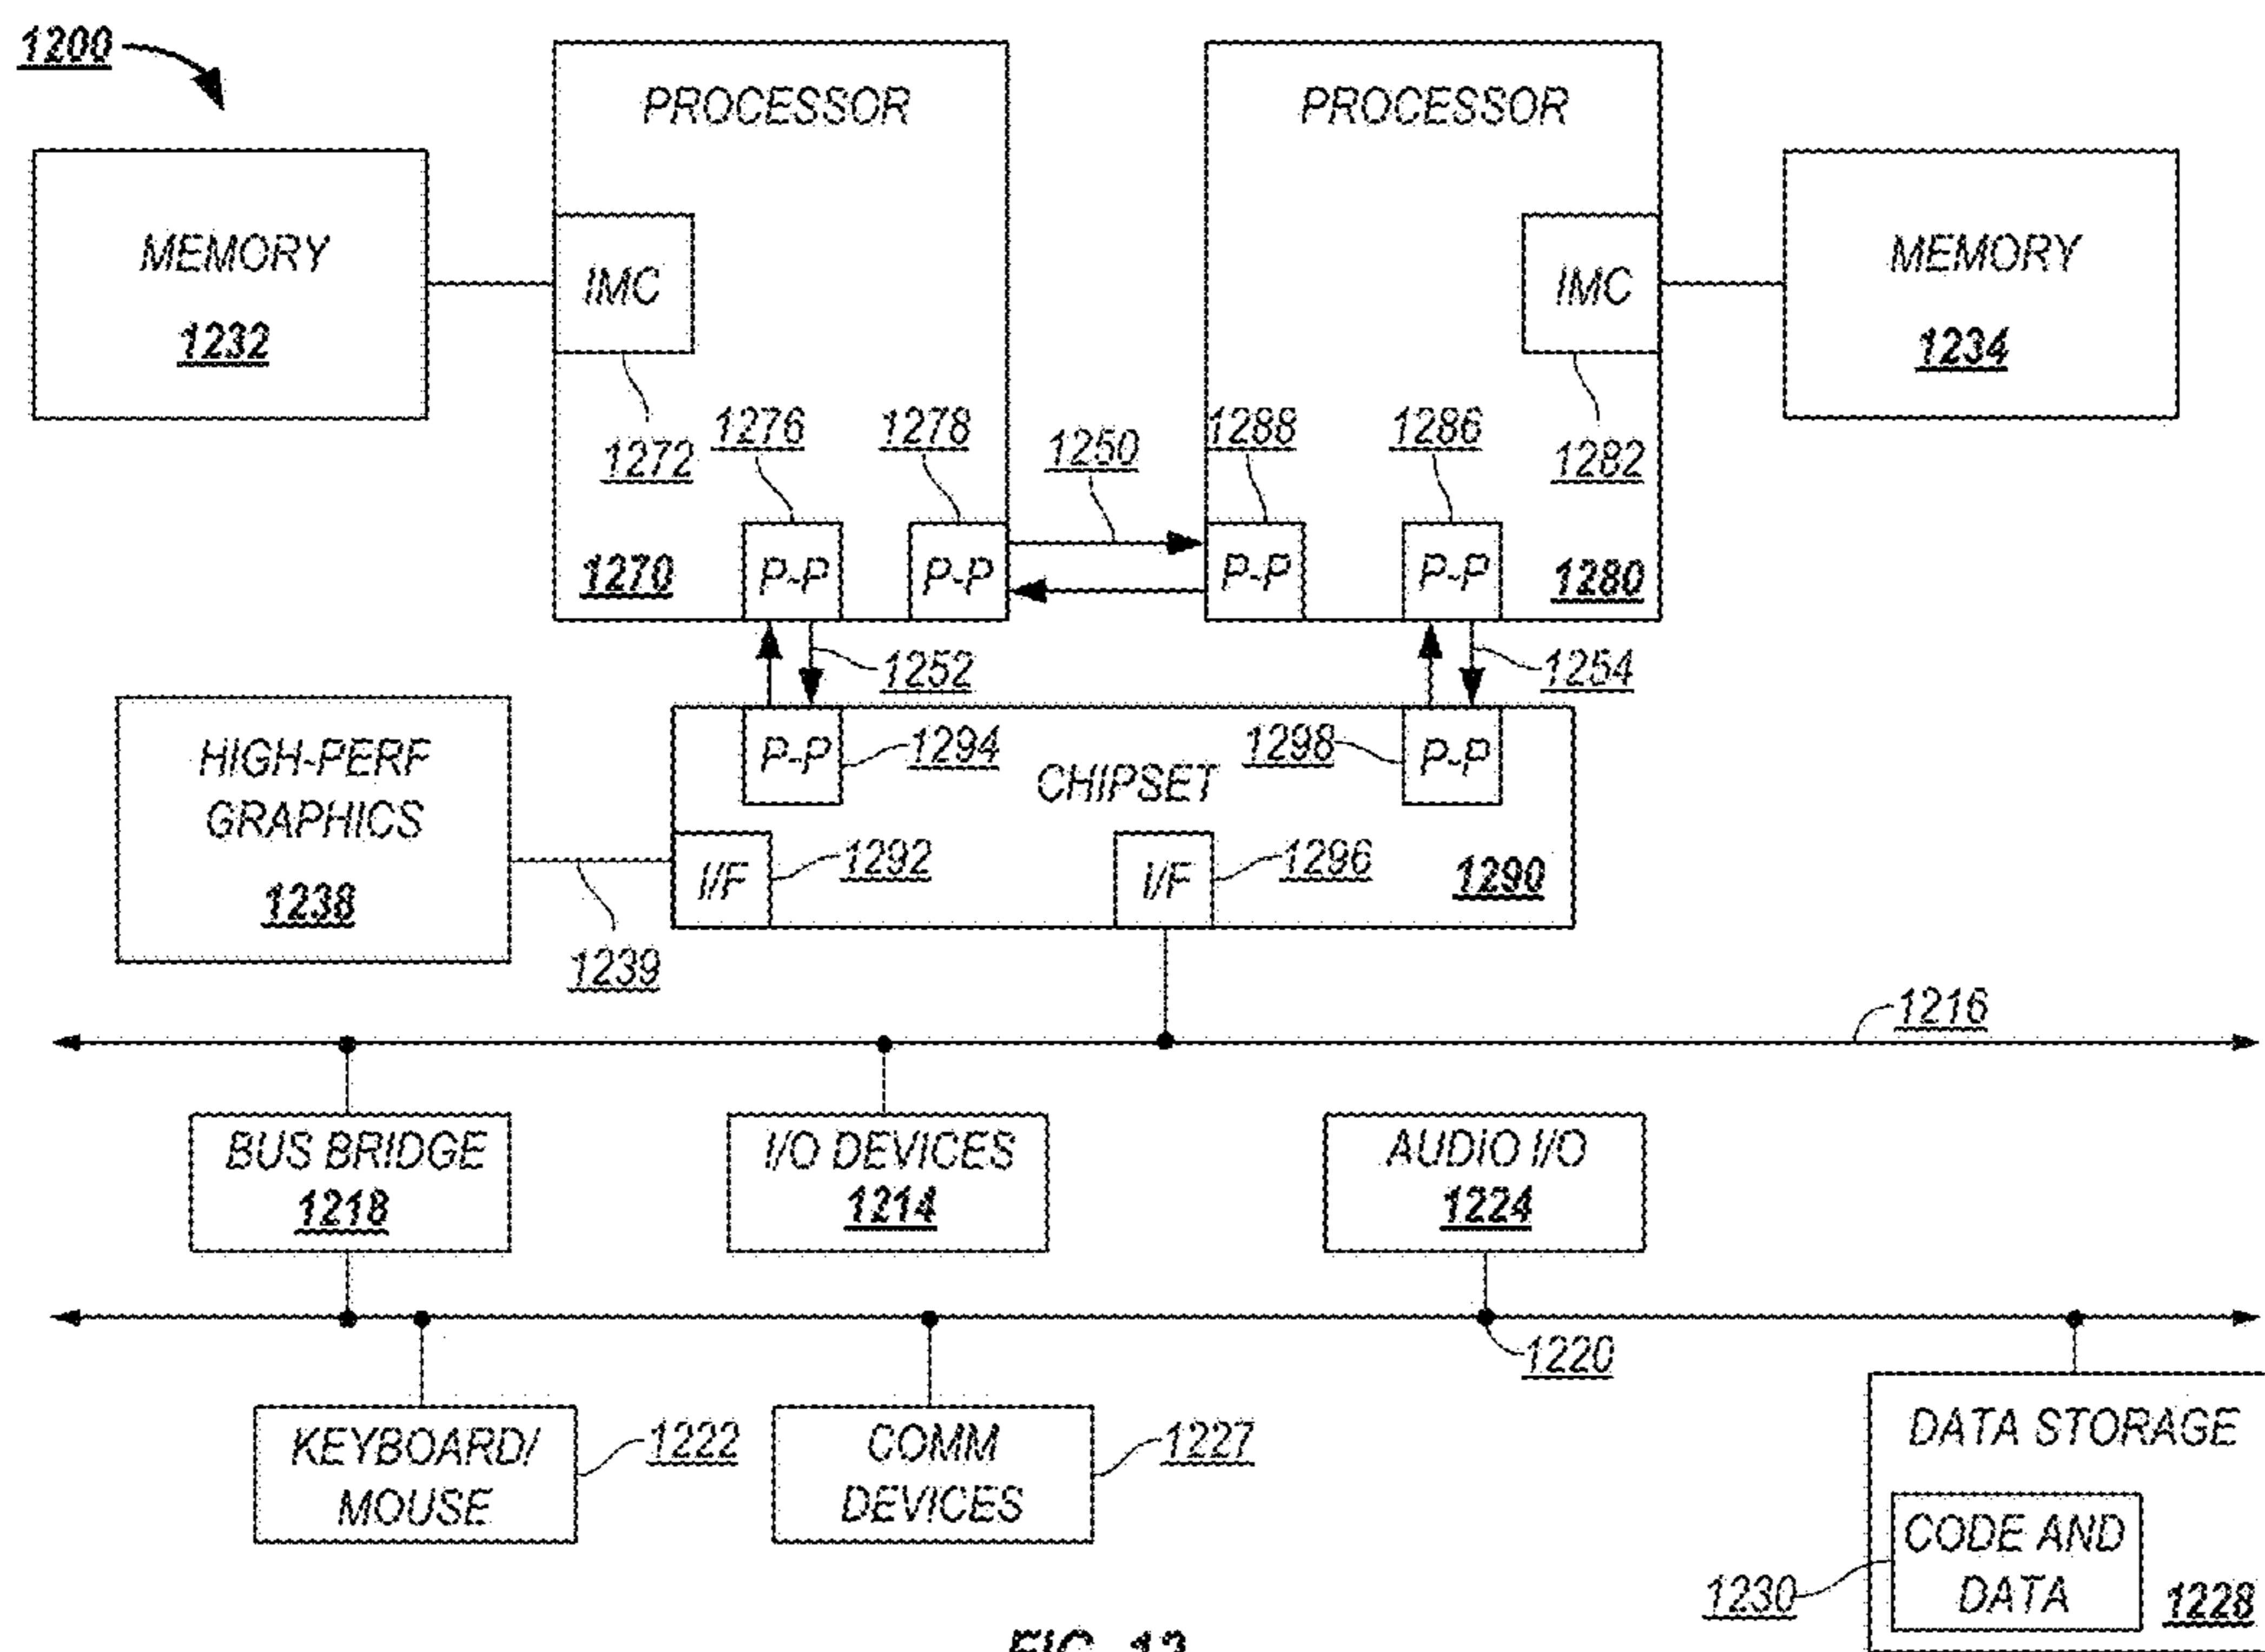 1200
PROCESSOR
PROCESSOR
MEMORY
1232
IMC
IMC
MEMORY
1234
1272
1276
1278
1250
1288
1286
1282
1270
P-P
P-P
P-P
P-P
1280
1252
1254
HIGH-PERF
GRAPHICS
1238
P-P
1294
CHIPSET
1298
P-P
I/F
1292
I/F
1296
1290
1239
1216
BUS BRIDGE
1218
I/O DEVICES
1214
AUDIO I/O
1224
1220
KEYBOARD/
MOUSE
1222
COMM
DEVICES
1227
DATA STORAGE
CODE AND
DATA
1230
1228